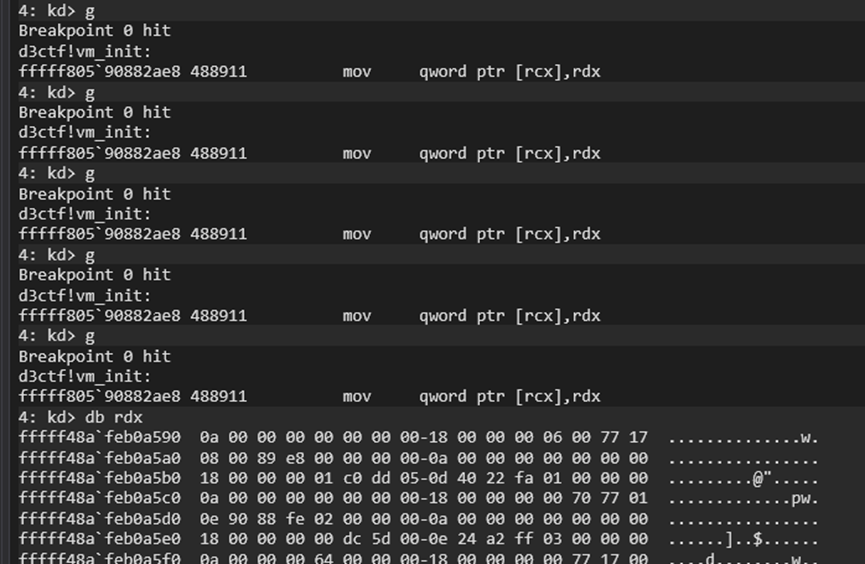 4: kd> g
Breakpoint 0 hit
d3ctf!vm_init:
fffff805`90882ae8 488911          mov     qword ptr [rcx],rdx
4: kd> g
Breakpoint 0 hit
d3ctf!vm_init:
fffff805`90882ae8 488911          mov     qword ptr [rcx],rdx
4: kd> g
Breakpoint 0 hit
d3ctf!vm_init:
fffff805`90882ae8 488911          mov     qword ptr [rcx],rdx
4: kd> g
Breakpoint 0 hit
d3ctf!vm_init:
fffff805`90882ae8 488911          mov     qword ptr [rcx],rdx
4: kd> g
Breakpoint 0 hit
d3ctf!vm_init:
fffff805`90882ae8 488911          mov     qword ptr [rcx],rdx
4: kd> db rdx
fffff48a`feb0a590  0a 00 00 00 00 00 00 00-18 00 00 00 06 00 77 17  ..............w.
fffff48a`feb0a5a0  08 00 89 e8 00 00 00 00-0a 00 00 00 00 00 00 00  ................
fffff48a`feb0a5b0  18 00 00 00 01 c0 dd 05-0d 40 22 fa 01 00 00 00  .........@".....
fffff48a`feb0a5c0  0a 00 00 00 00 00 00 00-18 00 00 00 00 70 77 01  .............pw.
fffff48a`feb0a5d0  0e 90 88 fe 02 00 00 00-0a 00 00 00 00 00 00 00  ................
fffff48a`feb0a5e0  18 00 00 00 00 dc 5d 00-0e 24 a2 ff 03 00 00 00  ......]..$......
fffff48a`feb0a5f0  0a 00 00 00 64 00 00 00-18 00 00 00 00 77 17 00  ....d........w..